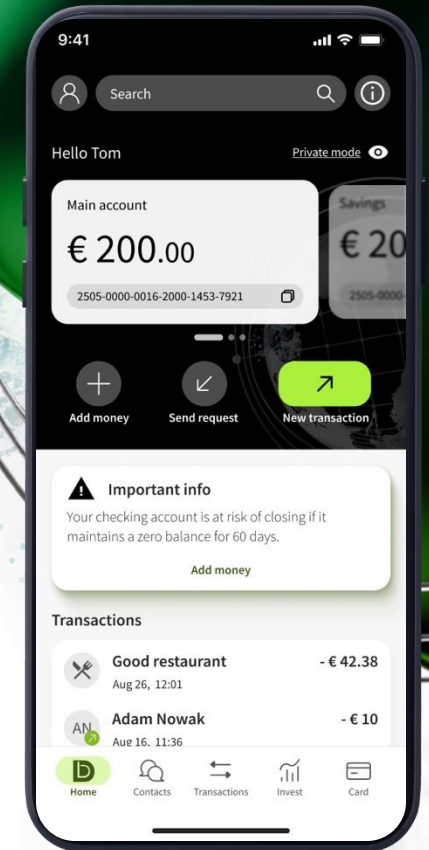 9:41
Search
Hello Tom
Private mode
Main account
€ 200.00
2505-0000-0016-2000-1453-7921
Savings
€ 20
2505-0000-
Add money
Send request
New transaction
Important info
Your checking account is at risk of closing if it
maintains a zero balance for 60 days.
Add money
Transactions
Good restaurant
- € 42.38
Aug 26, 12:01
AN
Adam Nowak
- € 10
Aug 16, 11:36
Home
Contacts
Transactions
Invest
Card